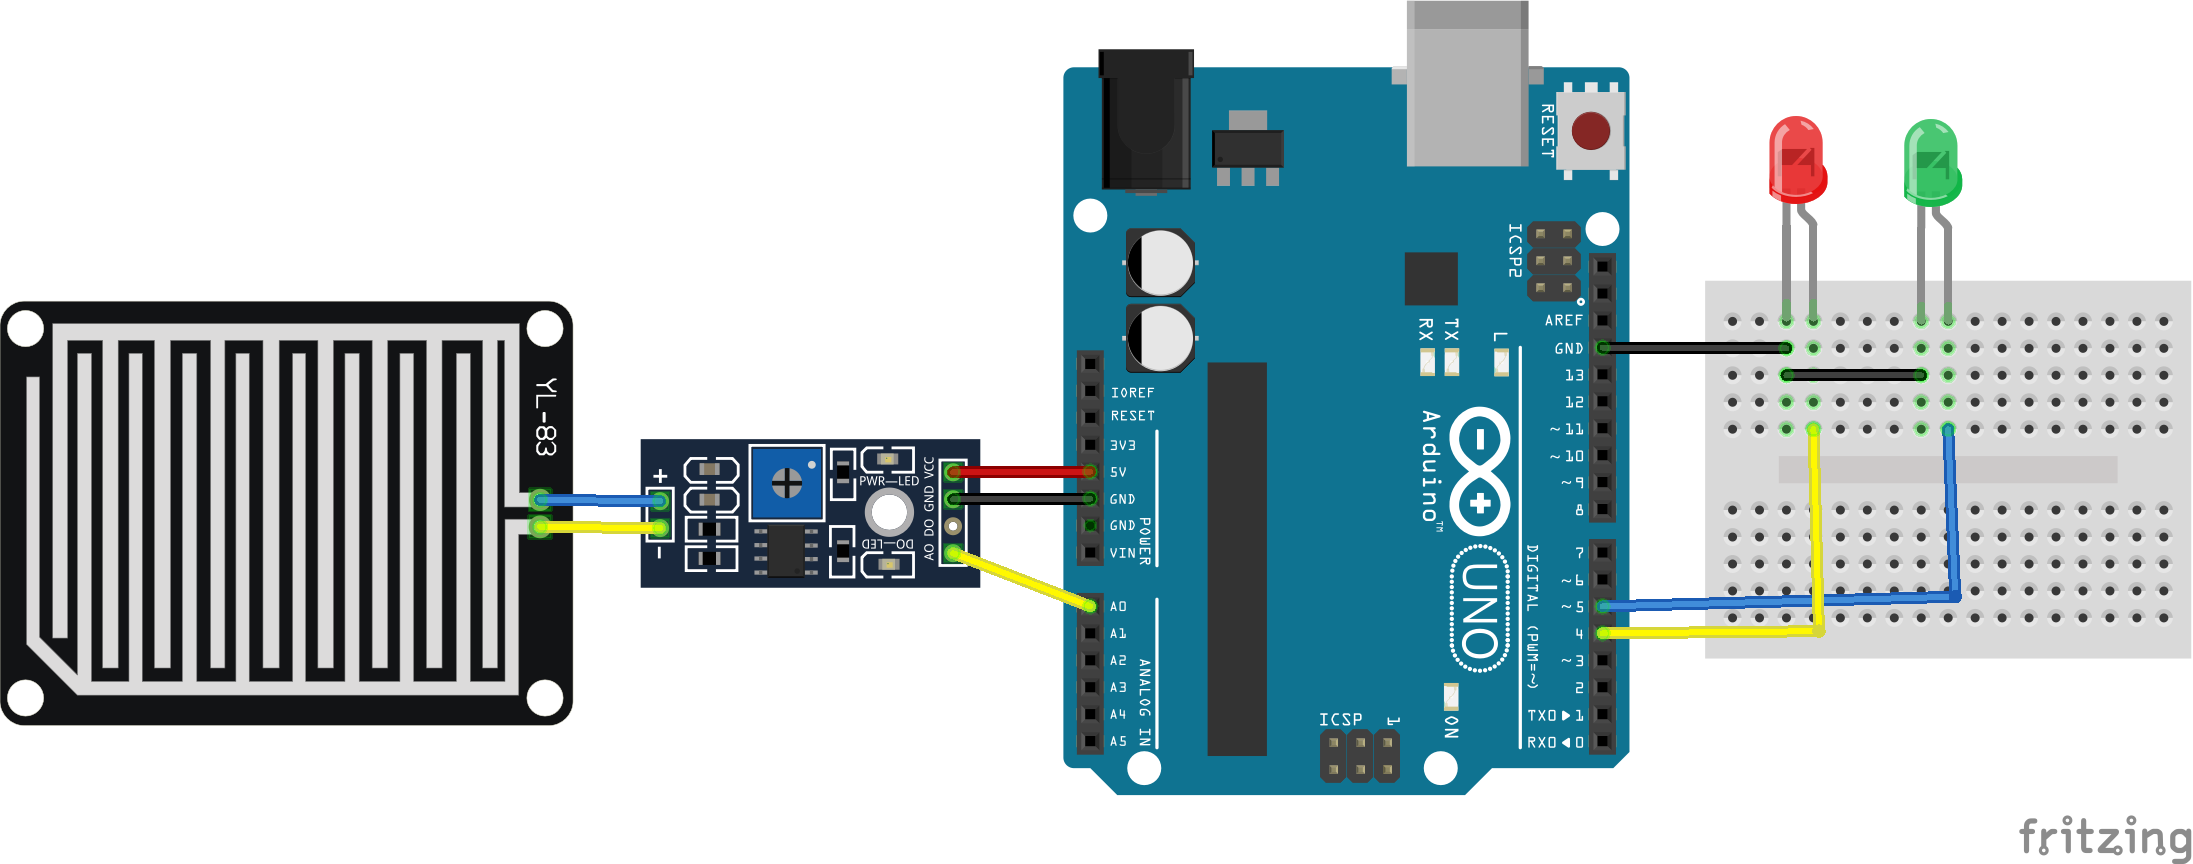 YL-83
+
-
PWR-LED
DO-LED
VCC
GND
DO
AO
RESET
ICSP2
IOREF
RESET
3V3
5V
GND
GND
VIN
POWER
A0
A1
A2
A3
A4
A5
ANALOG IN
RX
TX
L
Arduino™
UNO
AREF
GND
13
12
~11
~10
~9
8
7
~6
~5
4
~3
2
TX0▶1
RX0◀0
DIGITAL (PWM=~)
ICSP
1
ON
fritzing